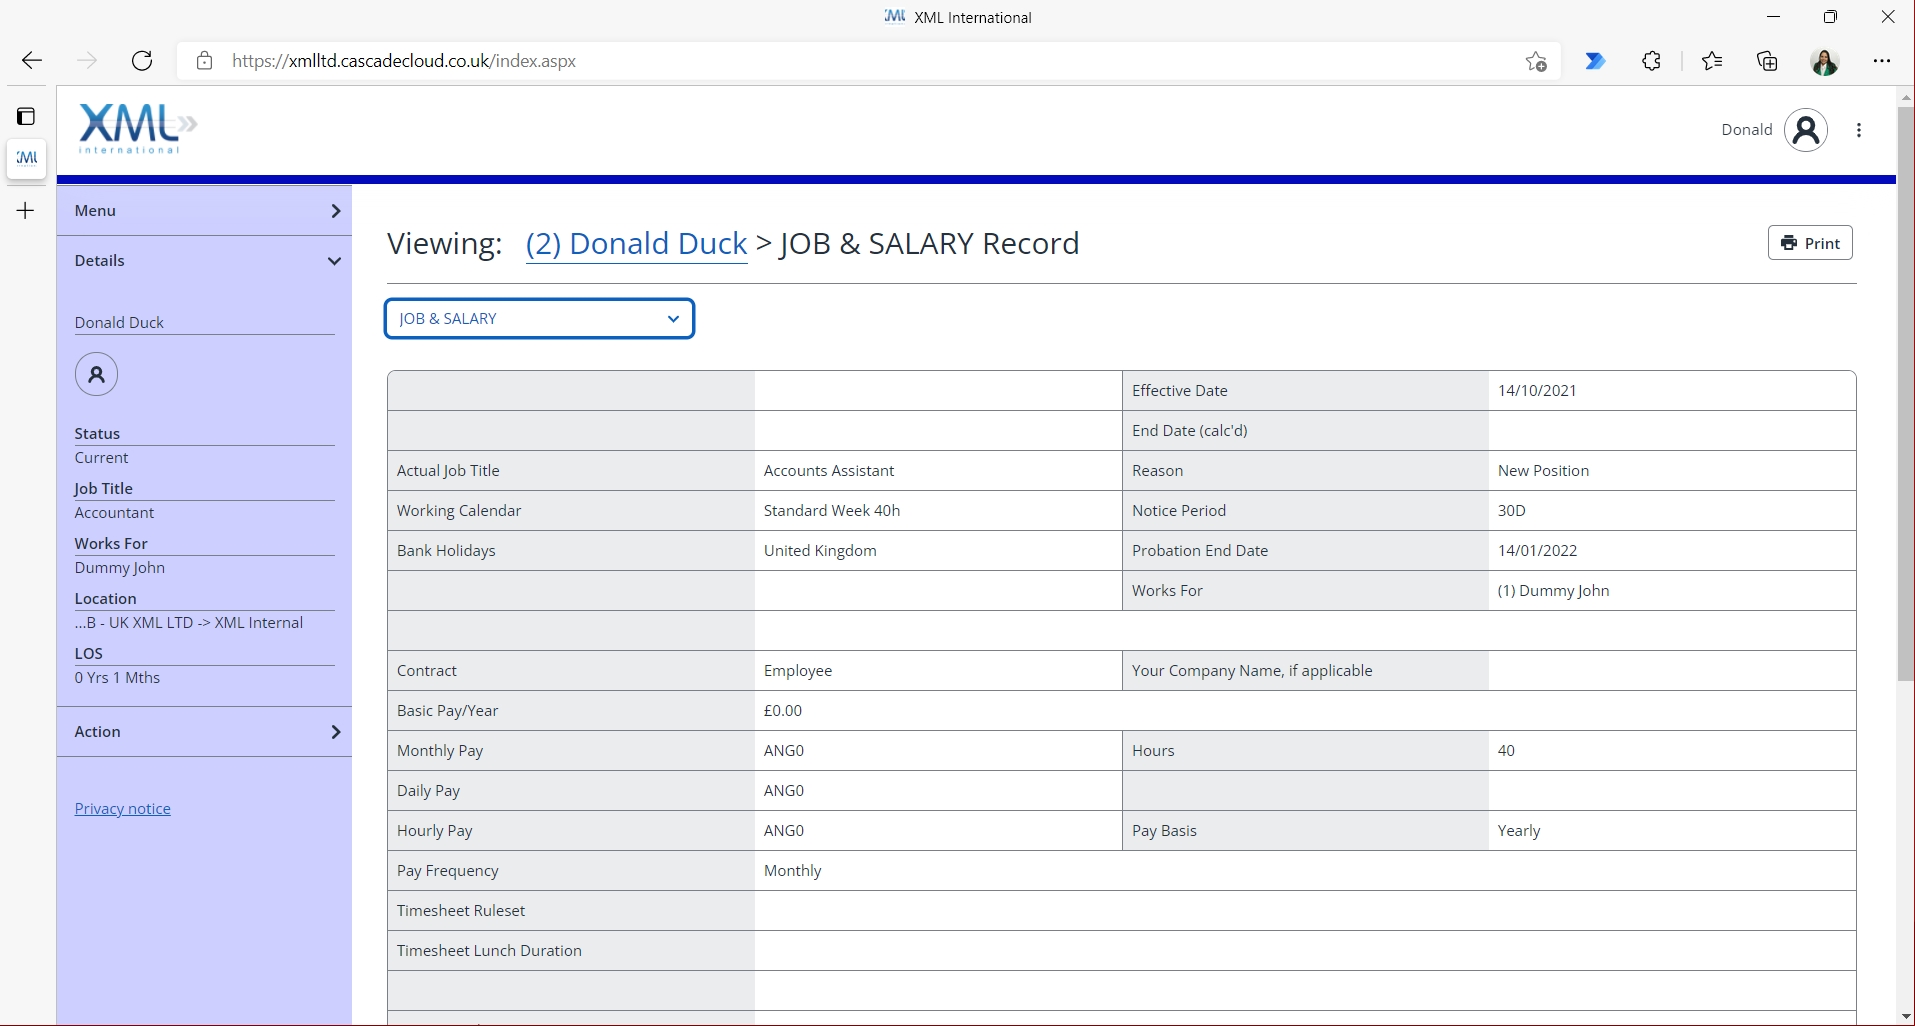 XML International
https://xmlltd.cascadecloud.co.uk/index.aspx
XML
international
Donald
Menu
Details
Donald Duck
Status
Current
Job Title
Accountant
Works For
Dummy John
Location
...B - UK XML LTD -> XML Internal
LOS
0 Yrs 1 Mths
Action
Privacy notice
Viewing: (2) Donald Duck > JOB & SALARY Record
Print
JOB & SALARY
Effective Date 14/10/2021
End Date (calc'd)
Actual Job Title Accounts Assistant Reason New Position
Working Calendar Standard Week 40h Notice Period 30D
Bank Holidays United Kingdom Probation End Date 14/01/2022
Works For (1) Dummy John
Contract Employee Your Company Name, if applicable
Basic Pay/Year £0.00
Monthly Pay ANG0 Hours 40
Daily Pay ANG0
Hourly Pay ANG0 Pay Basis Yearly
Pay Frequency Monthly
Timesheet Ruleset
Timesheet Lunch Duration